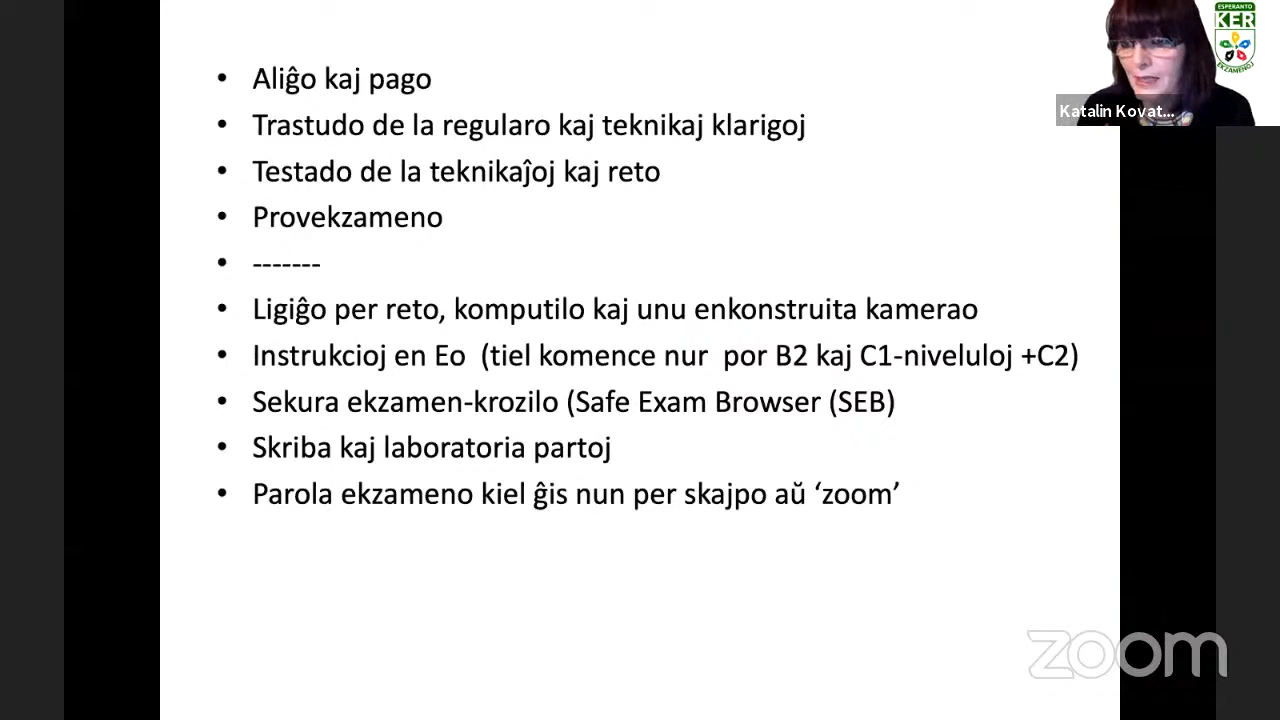 • Aliĝo kaj pago
• Trastudo de la regularo kaj teknikaj klarigoj
• Testado de la teknikaĵoj kaj reto
• Provekzameno
• -------
• Ligiĝo per reto, komputilo kaj unu enkonstruita kamerao
• Instrukcioj en Eo (tiel komence nur por B2 kaj C1-niveluloj +C2)
• Sekura ekzamen-krozilo (Safe Exam Browser (SEB)
• Skriba kaj laboratoria partoj
• Parola ekzameno kiel ĝis nun per skajpo aŭ ‘zoom’
ESPERANTO
KER
EKZAMENOJ
Katalin Kovat...
zoom